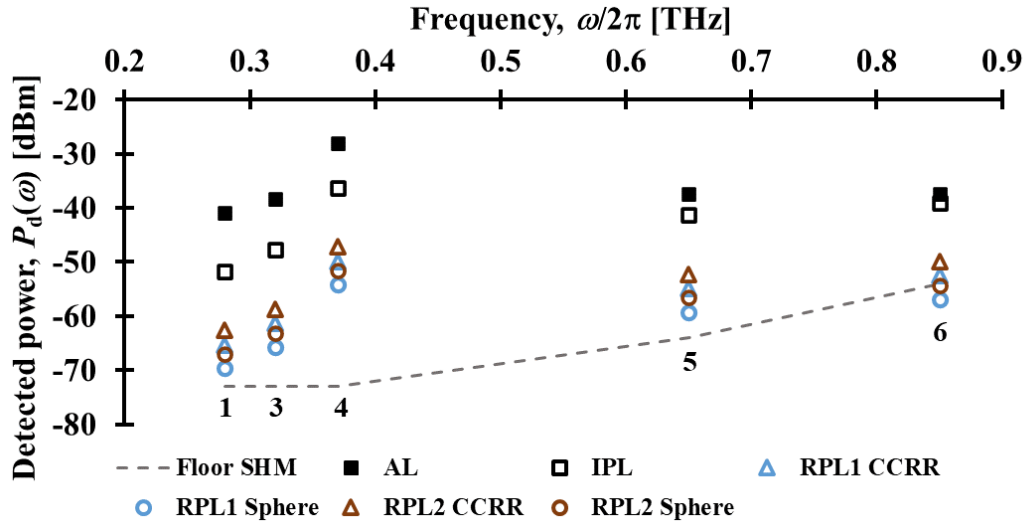 Frequency, ω/2π [THz]
0.2 0.3 0.4 0.5 0.6 0.7 0.8 0.9
Detected power, Pd(ω) [dBm]
-20
-30
-40
-50
-60
-70
-80
1 3 4 5 6
Floor SHM AL IPL RPL1 CCRR
RPL1 Sphere RPL2 CCRR RPL2 Sphere